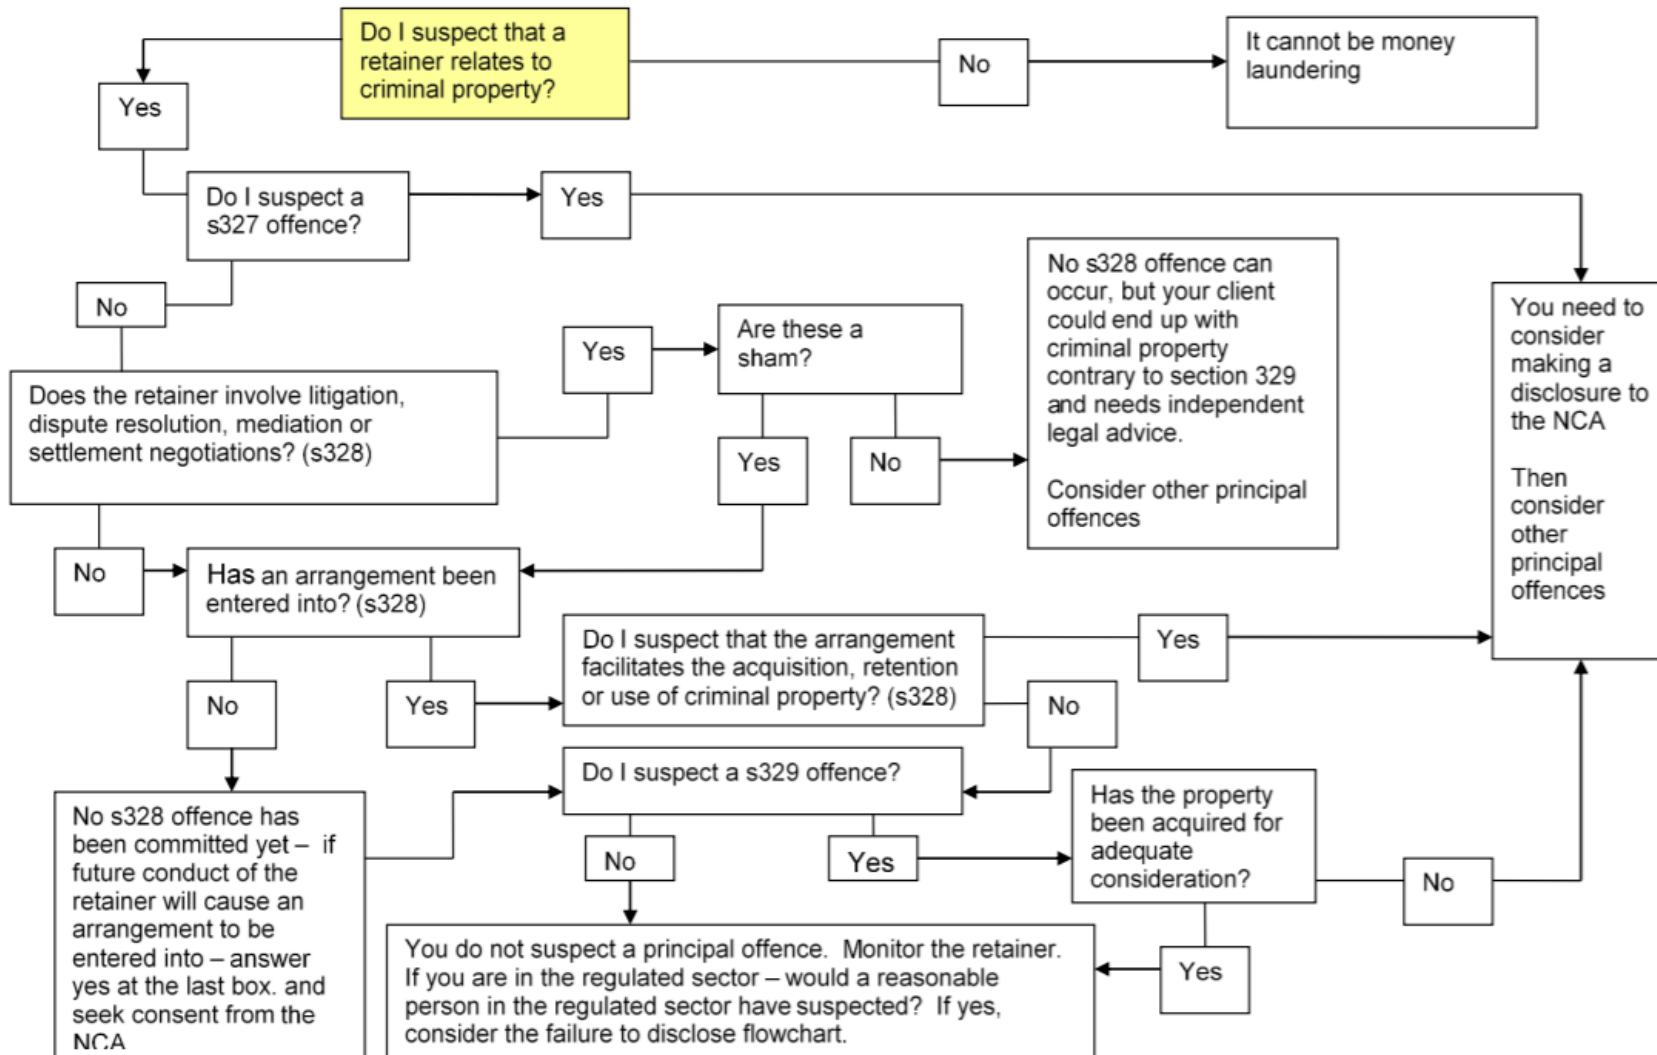 Do I suspect that a
retainer relates to
criminal property?
No
It cannot be money
laundering
Yes
Do I suspect a
s327 offence?
Yes
No
Does the retainer involve litigation,
dispute resolution, mediation or
settlement negotiations? (s328)
Yes
Are these a
sham?
Yes
No
No s328 offence can
occur, but your client
could end up with
criminal property
contrary to section 329
and needs independent
legal advice.
Consider other principal
offences
You need to
consider
making a
disclosure to
the NCA
Then
consider
other
principal
offences
No
Has an arrangement been
entered into? (s328)
No
Yes
Do I suspect that the arrangement
facilitates the acquisition, retention
or use of criminal property? (s328)
Yes
No
No s328 offence has
been committed yet – if
future conduct of the
retainer will cause an
arrangement to be
entered into – answer
yes at the last box. and
seek consent from the
NCA
Do I suspect a s329 offence?
No
Yes
Has the property
been acquired for
adequate
consideration?
No
Yes
You do not suspect a principal offence. Monitor the retainer.
If you are in the regulated sector – would a reasonable
person in the regulated sector have suspected? If yes,
consider the failure to disclose flowchart.